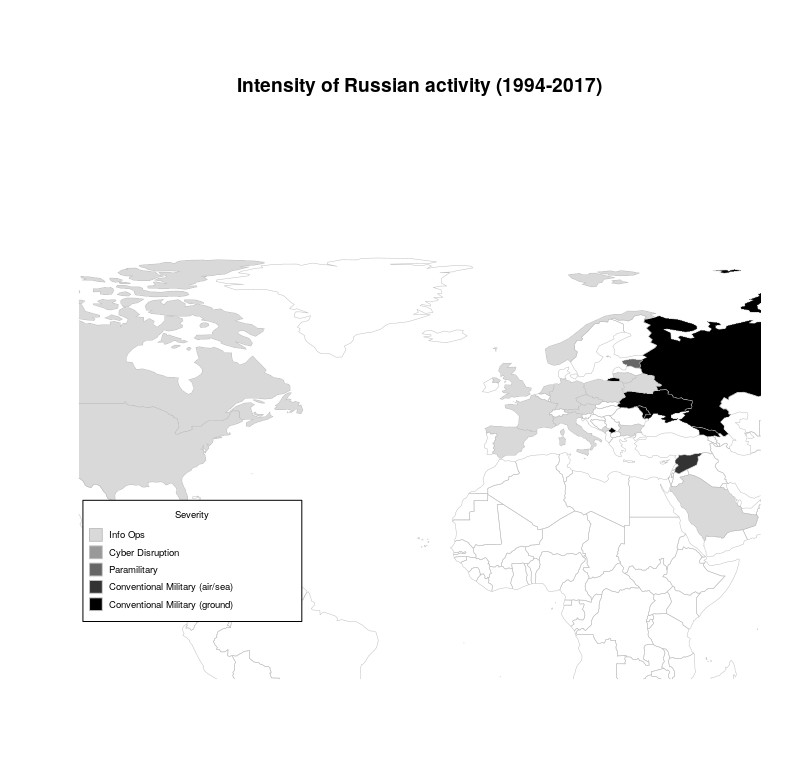 Intensity of Russian activity (1994-2017)
Severity
Info Ops
Cyber Disruption
Paramilitary
Conventional Military (air/sea)
Conventional Military (ground)